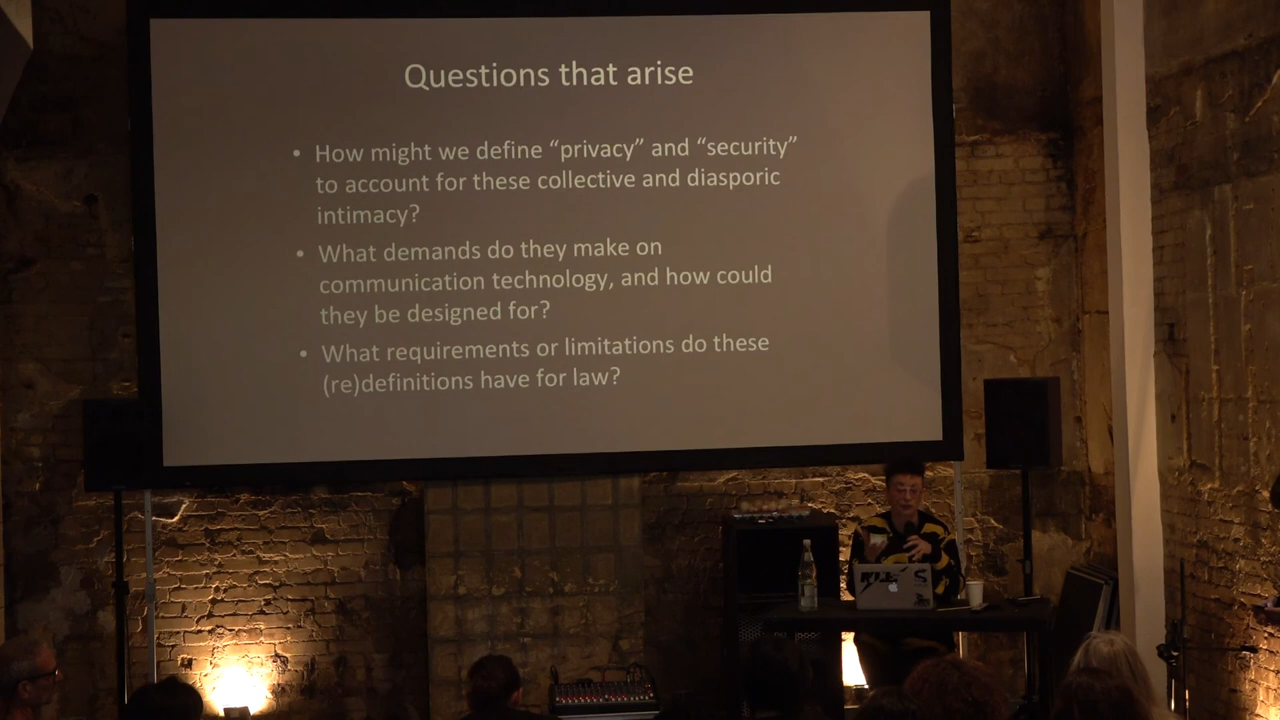 Questions that arise
• How might we define “privacy” and “security”
to account for these collective and diasporic
intimacy?
• What demands do they make on
communication technology, and how could
they be designed for?
• What requirements or limitations do these
(re)definitions have for law?